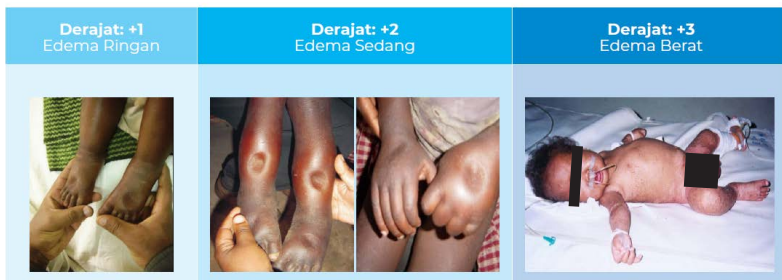 Derajat: +1
Edema Ringan
Derajat: +2
Edema Sedang
Derajat: +3
Edema Berat